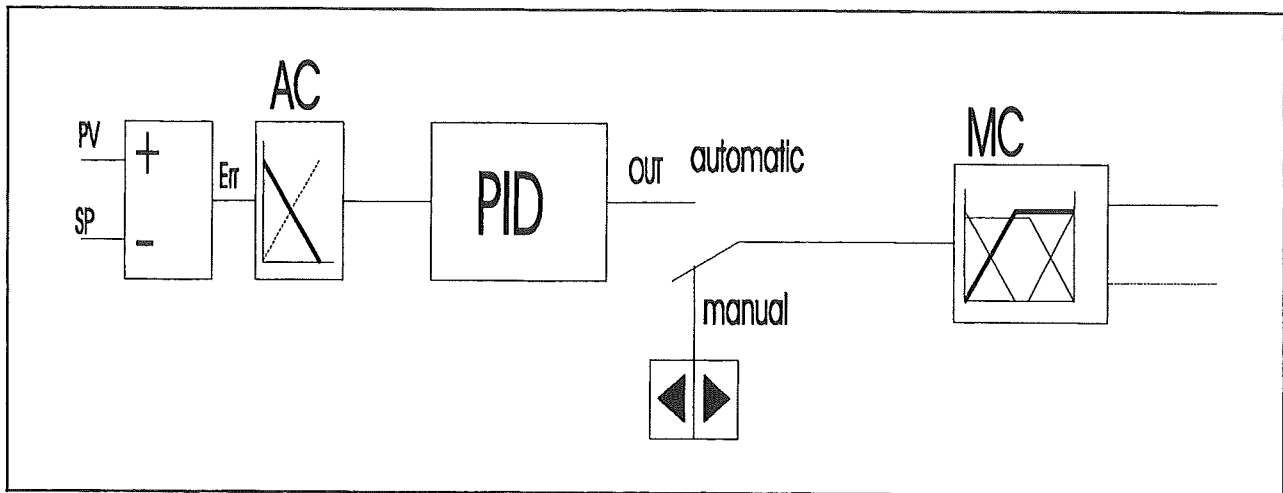 AC
PV
+
Err
SP
-
PID
OUT
automatic
manual
MC